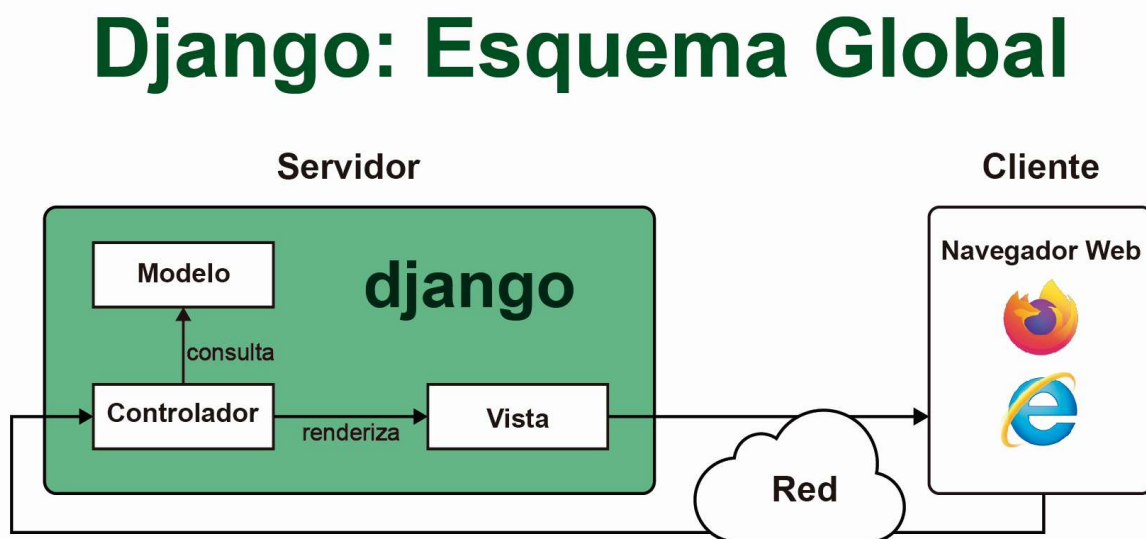 Django: Esquema Global
Servidor
Cliente
Modelo
django
Navegador Web
consulta
Controlador
renderiza
Vista
Red